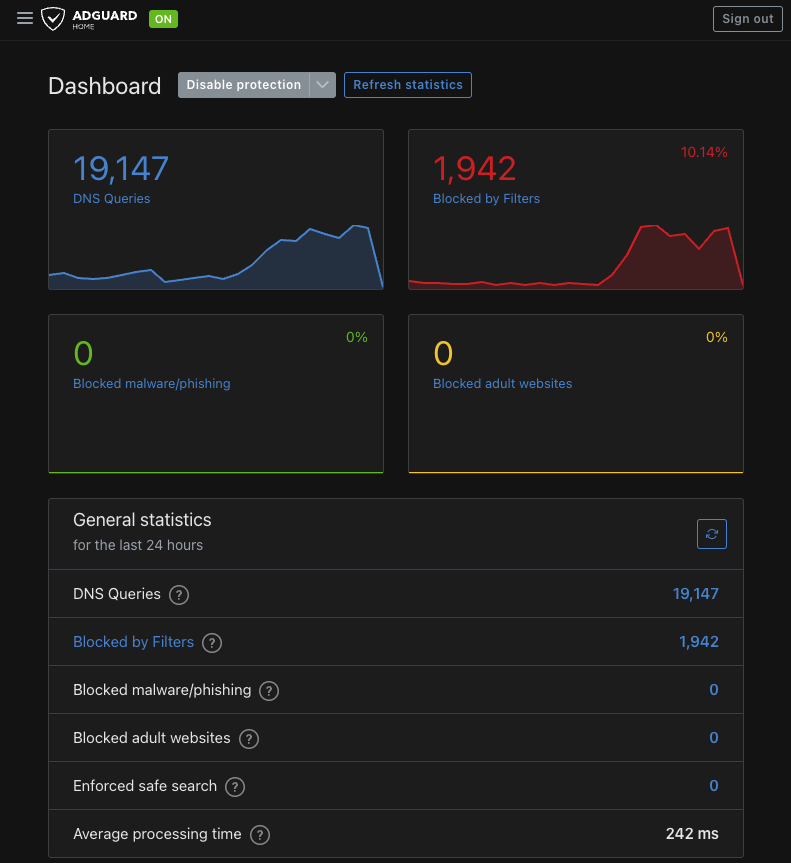 ADGUARD
HOME
ON
Sign out
Dashboard
Disable protection
Refresh statistics
19,147
DNS Queries
10.14%
1,942
Blocked by Filters
0%
0
Blocked malware/phishing
0%
0
Blocked adult websites
General statistics
for the last 24 hours
DNS Queries ? 19,147
Blocked by Filters ? 1,942
Blocked malware/phishing ? 0
Blocked adult websites ? 0
Enforced safe search ? 0
Average processing time ? 242 ms